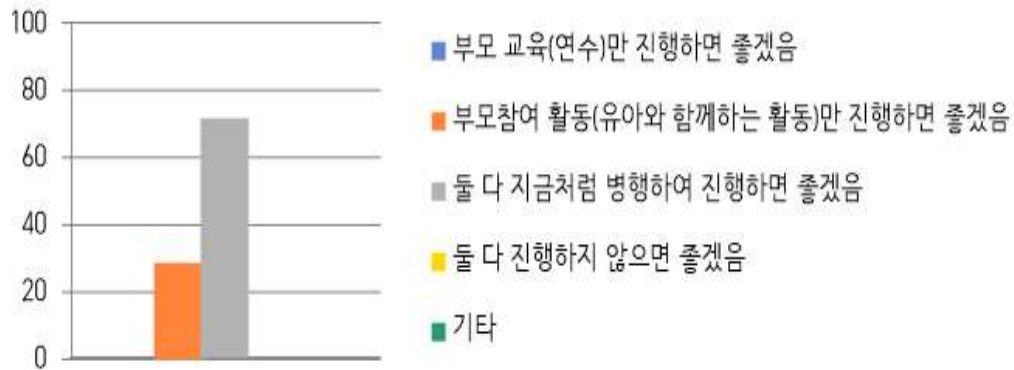 100
80
60
40
20
0
부모 교육(연수)만 진행하면 좋겠음
부모참여 활동(유아와 함께하는 활동)만 진행하면 좋겠음
둘 다 지금처럼 병행하여 진행하면 좋겠음
둘 다 진행하지 않으면 좋겠음
기타